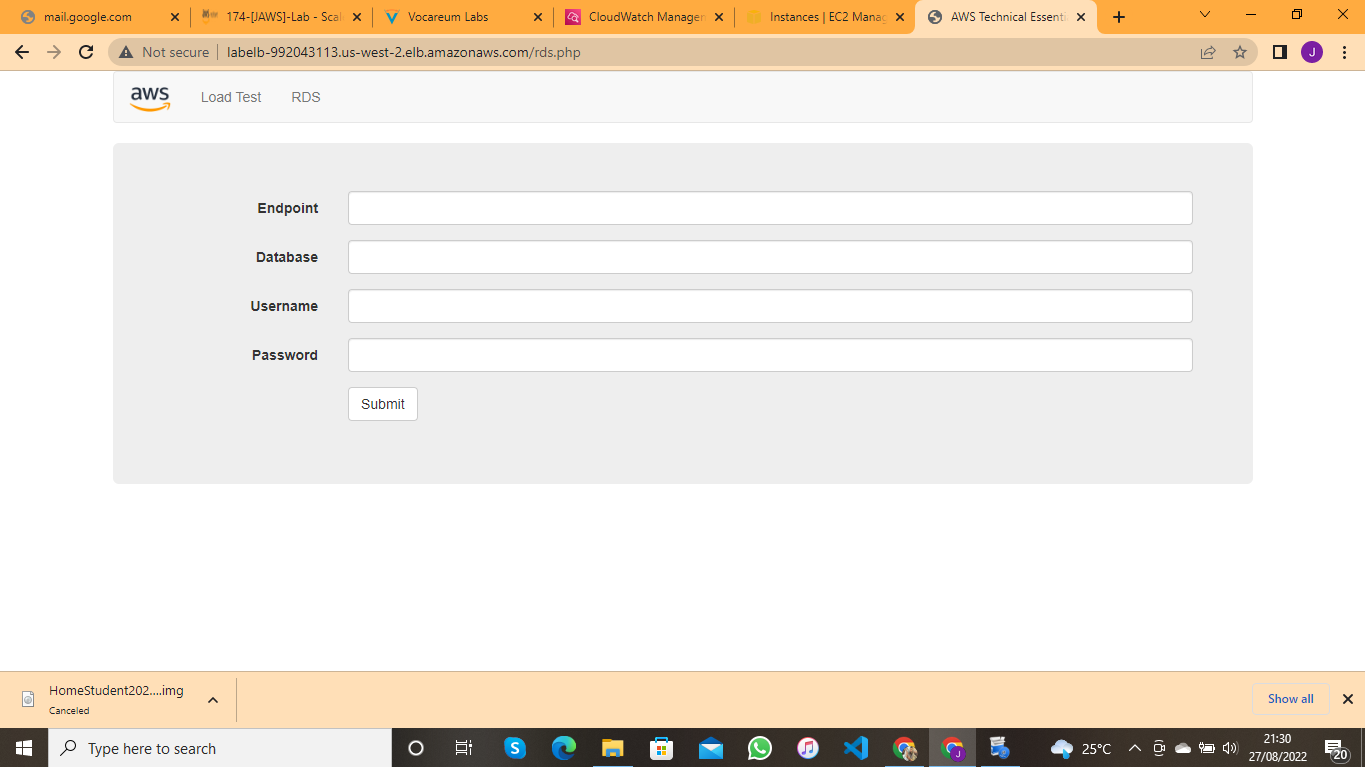 mail.google.com
174-[JAWS]-Lab - Scal
Vocareum Labs
CloudWatch Managem
Instances | EC2 Manag
AWS Technical Essenti
Not secure
labelb-992043113.us-west-2.elb.amazonaws.com/rds.php
J
aws
Load Test
RDS
Endpoint
Database
Username
Password
Submit
HomeStudent202....img
Canceled
Show all
Type here to search
S
J
25°C
21:30
27/08/2022
20